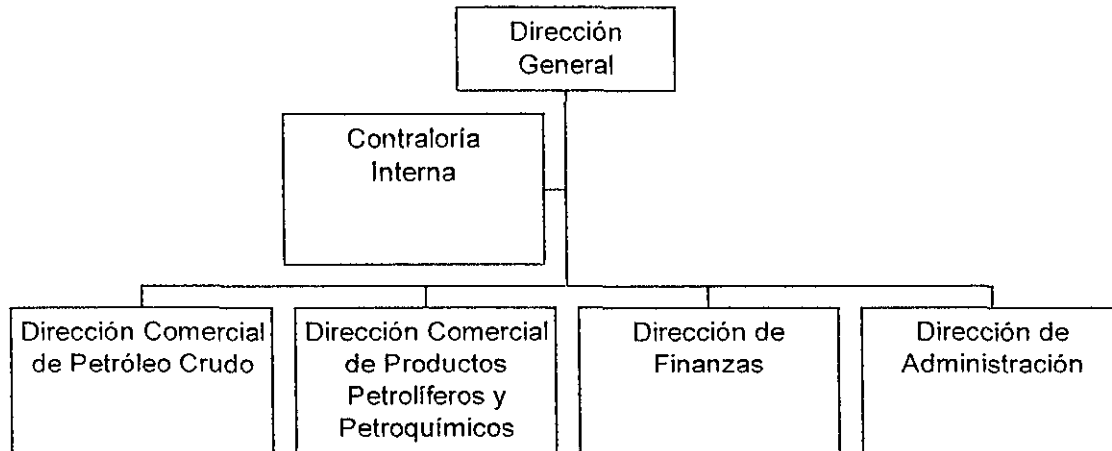 Dirección
General
Contraloría
Interna
Dirección Comercial
de Petróleo Crudo
Dirección Comercial
de Productos
Petrolíferos y
Petroquímicos
Dirección de
Finanzas
Dirección de
Administración